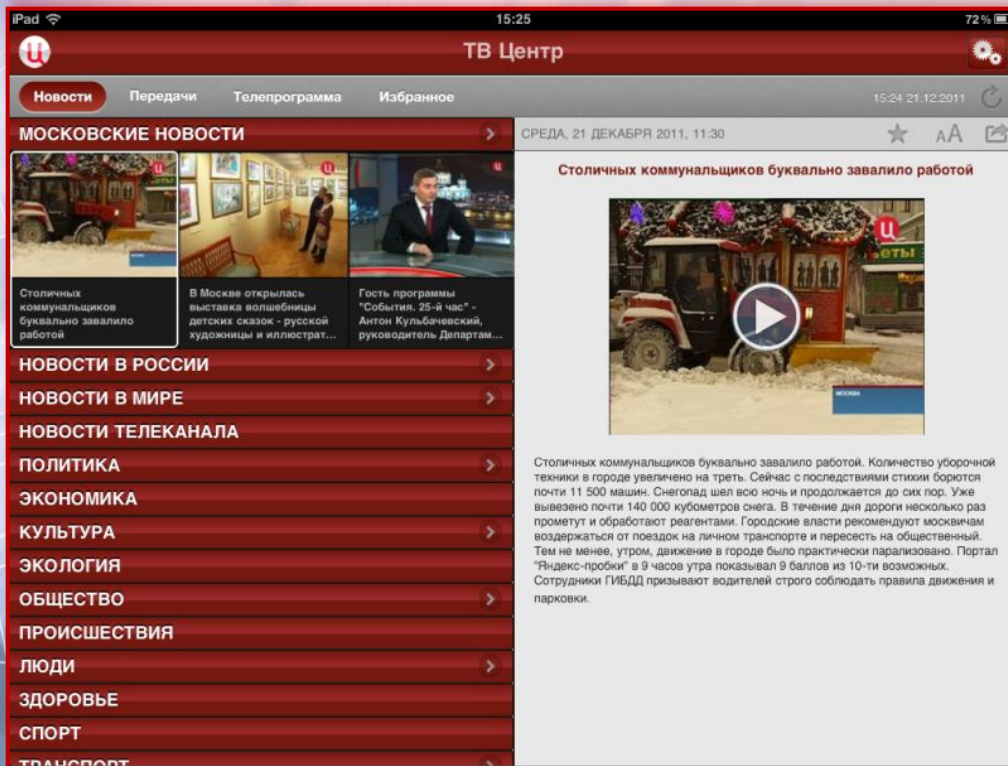 iPad 15:25 72%
ТВ Центр
Новости Передачи Телепрограмма Избранное 15:24 21.12.2011
МОСКОВСКИЕ НОВОСТИ
Столичных
коммунальщиков
буквально завалило
работой
В Москве открылась
выставка волшебницы
детских сказок - русской
художницы и иллюстрат...
Гость программы
"События. 25-й час" -
Антон Кульбачевский,
руководитель Департам...
НОВОСТИ В РОССИИ
НОВОСТИ В МИРЕ
НОВОСТИ ТЕЛЕКАНАЛА
ПОЛИТИКА
ЭКОНОМИКА
КУЛЬТУРА
ЭКОЛОГИЯ
ОБЩЕСТВО
ПРОИСШЕСТВИЯ
ЛЮДИ
ЗДОРОВЬЕ
СПОРТ
ТРАНСПОРТ
СРЕДА, 21 ДЕКАБРЯ 2011, 11:30 AA
Столичных коммунальщиков буквально завалило работой
МОСКВА
Столичных коммунальщиков буквально завалило работой. Количество уборочной
техники в городе увеличено на треть. Сейчас с последствиями стихии борются
почти 11 500 машин. Снегопад шел всю ночь и продолжается до сих пор. Уже
вывезено почти 140 000 кубометров снега. В течение дня дороги несколько раз
прометут и обработают реагентами. Городские власти рекомендуют москвичам
воздержаться от поездок на личном транспорте и пересесть на общественный.
Тем не менее, утром, движение в городе было практически парализовано. Портал
"Яндекс-пробки" в 9 часов утра показывал 9 баллов из 10-ти возможных.
Сотрудники ГИБДД призывают водителей строго соблюдать правила движения и
парковки.